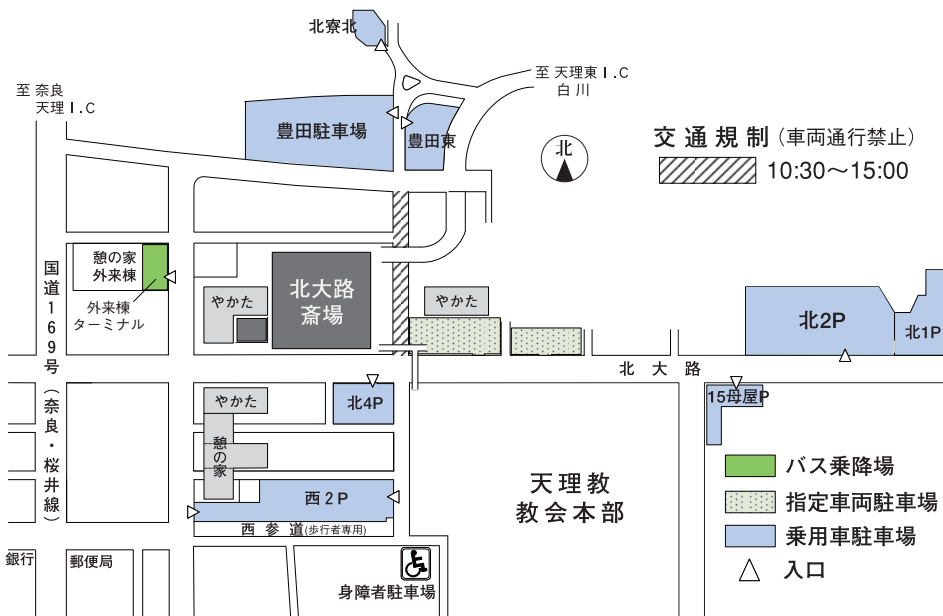 北寮北
至 天理東 I.C
白川
至 奈良
天理 I.C
豊田駐車場
豊田東
北
交通規制(車両通行禁止)
10:30～15:00
国道169号(奈良・桜井線)
憩の家
外来棟
外来棟
ターミナル
やかた
北大路
斎場
やかた
北2P
北1P
北大路
やかた
北4P
15母屋P
憩の家
西2P
西参道(歩行者専用)
天理教
教会本部
バス乗降場
指定車両駐車場
乗用車駐車場
入口
銀行
郵便局
身障者駐車場